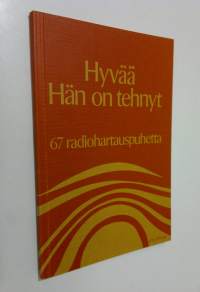 Hyvää
Hän on tehnyt
67 radiohartauspuhetta